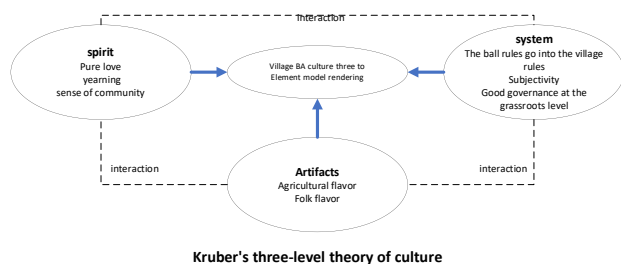 interaction
spirit
Pure love
yearning
sense of community
Village BA culture three to
Element model rendering
system
The ball rules go into the village
rules
Subjectivity
Good governance at the
grassroots level
interaction
interaction
Artifacts
Agricultural flavor
Folk flavor
Kruber's three-level theory of culture